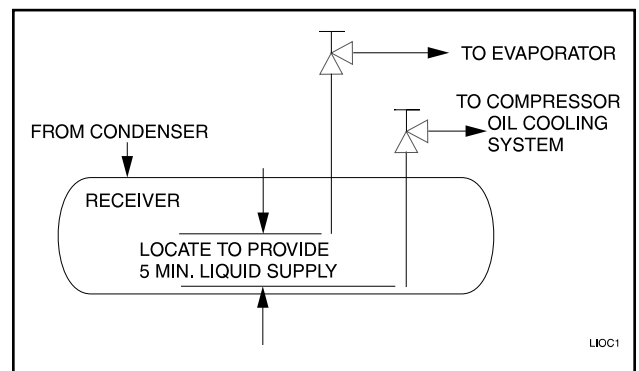 TO EVAPORATOR
TO COMPRESSOR
OIL COOLING
SYSTEM
FROM CONDENSER
RECEIVER
LOCATE TO PROVIDE
5 MIN. LIQUID SUPPLY
LIOC1